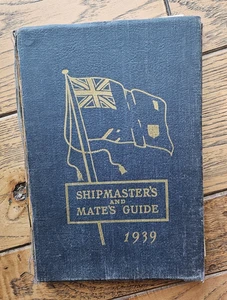 SHIPMASTER'S
AND
MATE'S GUIDE
1939